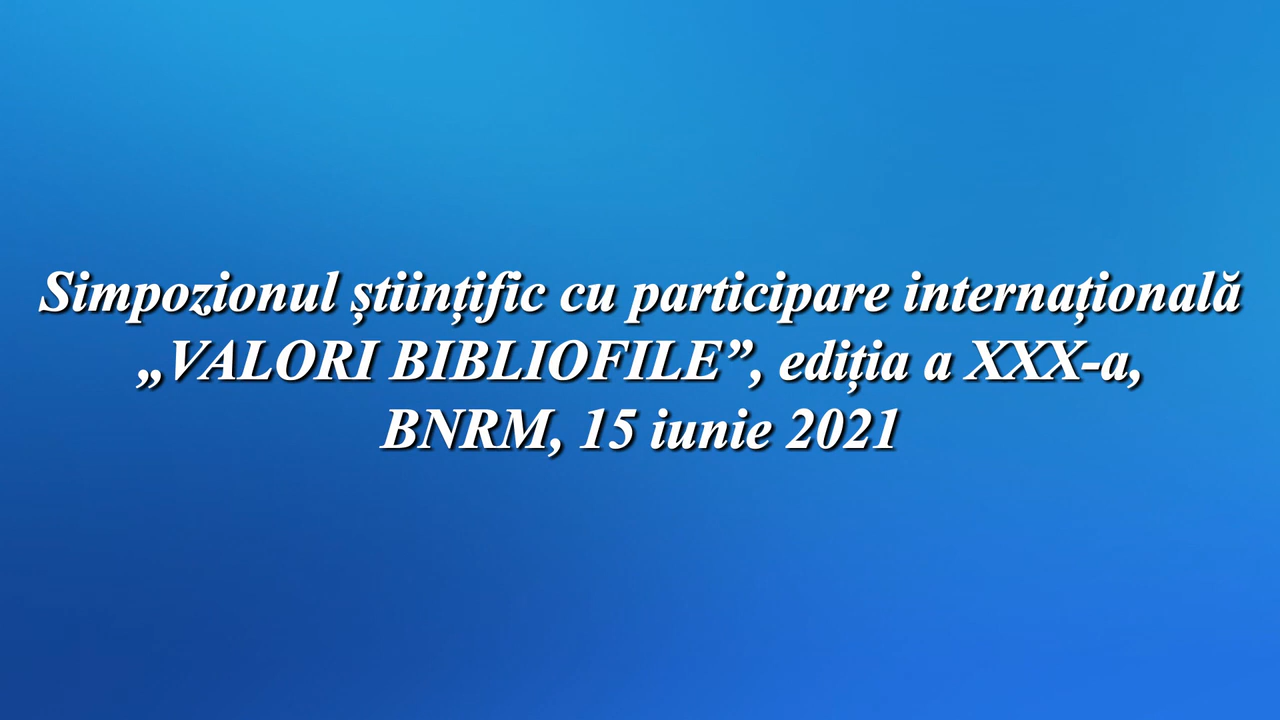 Simpozionul științific cu participare internațională
„VALORI BIBLIOFILE”, ediția a XXX-a,
BNRM, 15 iunie 2021